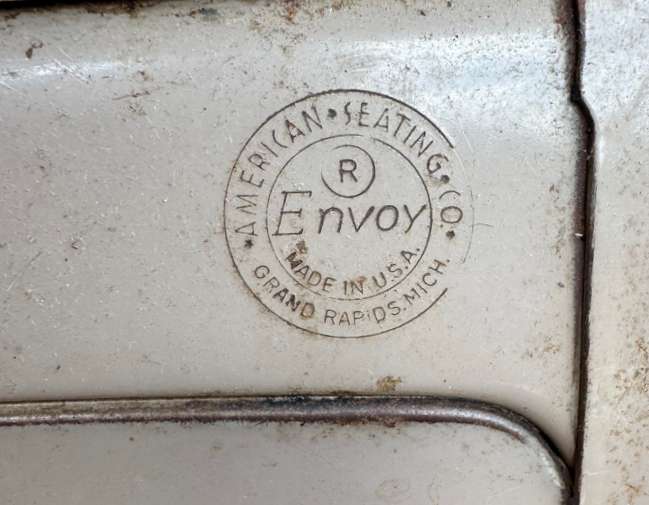 AMERICAN • SEATING • CO. •
®
Envoy
MADE IN U.S.A.
GRAND RAPIDS. MICH.